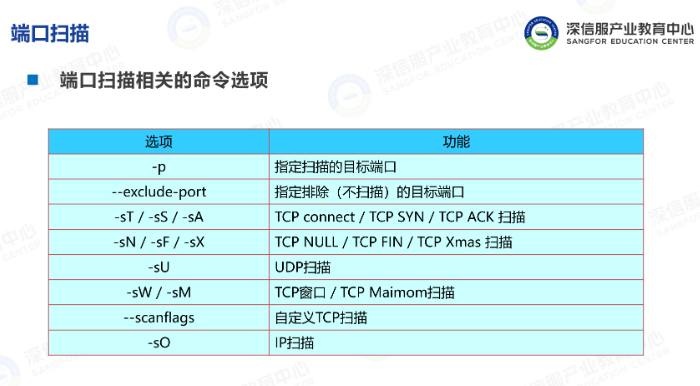 端口扫描
深信服产业教育中心
SANGFOR EDUCATION CENTER
端口扫描相关的命令选项
选项 功能
-p 指定扫描的目标端口
--exclude-port 指定排除（不扫描）的目标端口
-sT / -sS / -sA TCP connect / TCP SYN / TCP ACK 扫描
-sN / -sF / -sX TCP NULL / TCP FIN / TCP Xmas 扫描
-sU UDP扫描
-sW / -sM TCP窗口 / TCP Maimom扫描
--scanflags 自定义TCP扫描
-sO IP扫描